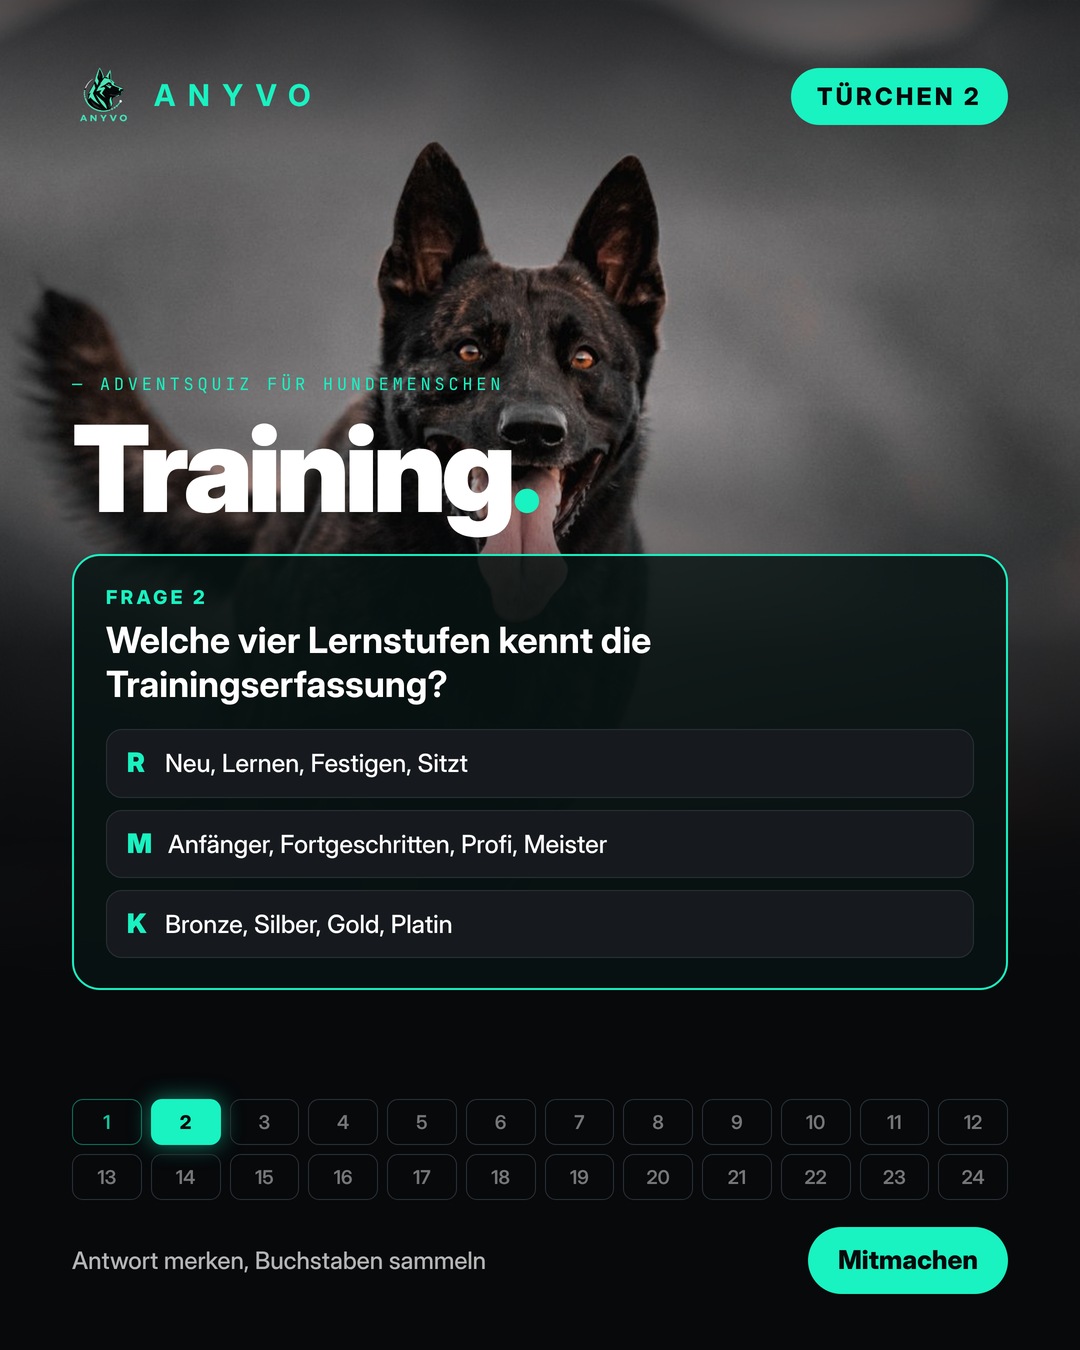 ANYVO
ANYVO
TÜRCHEN 2
— ADVENTSQUIZ FÜR HUNDEMENSCHEN
Training.
FRAGE 2
Welche vier Lernstufen kennt die
Trainingserfassung?
R Neu, Lernen, Festigen, Sitzt
M Anfänger, Fortgeschritten, Profi, Meister
K Bronze, Silber, Gold, Platin
1 2 3 4 5 6 7 8 9 10 11 12
13 14 15 16 17 18 19 20 21 22 23 24
Antwort merken, Buchstaben sammeln
Mitmachen